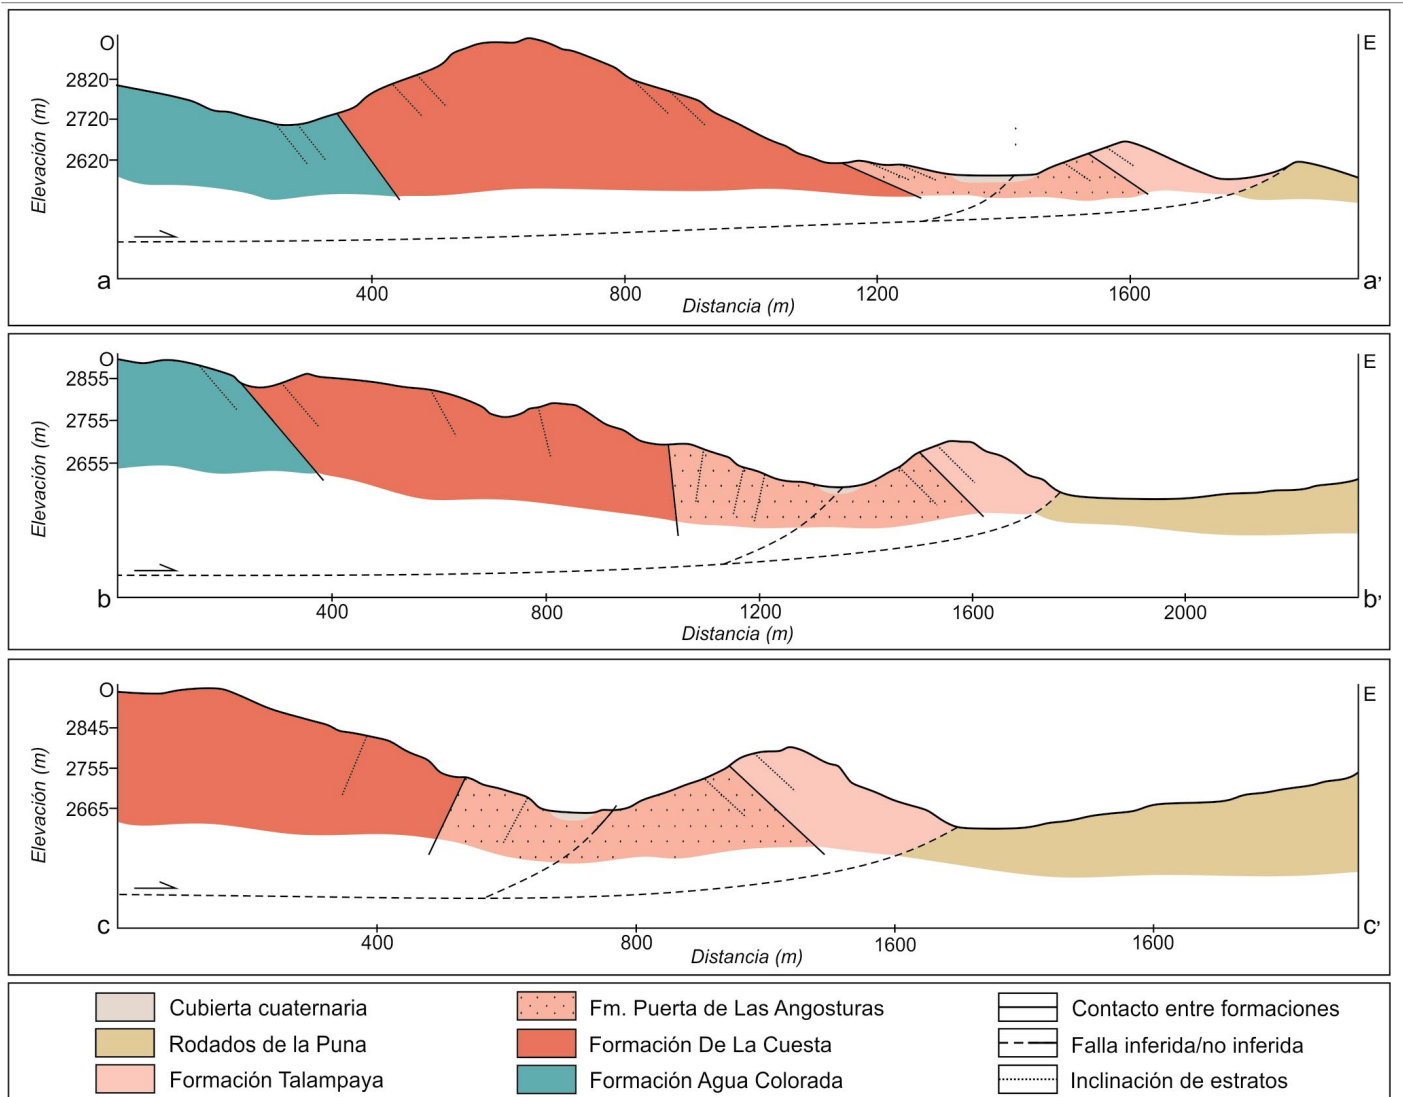 O
E
2820
2720
2620
Elevación (m)
a
a’
400
800
1200
1600
Distancia (m)
O
E
2855
2755
2655
Elevación (m)
b
b’
400
800
1200
1600
2000
Distancia (m)
O
E
2845
2755
2665
Elevación (m)
c
c’
400
800
1600
1600
Distancia (m)
Cubierta cuaternaria
Fm. Puerta de Las Angosturas
Contacto entre formaciones
Rodados de la Puna
Formación De La Cuesta
Falla inferida/no inferida
Formación Talampaya
Formación Agua Colorada
Inclinación de estratos